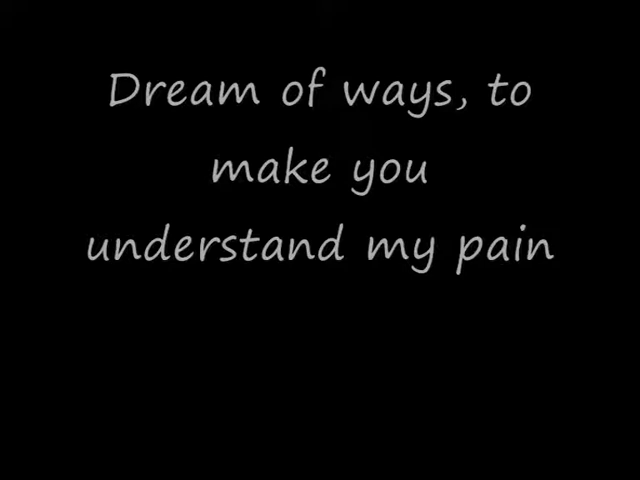 Dream of ways, to
make you
understand my pain